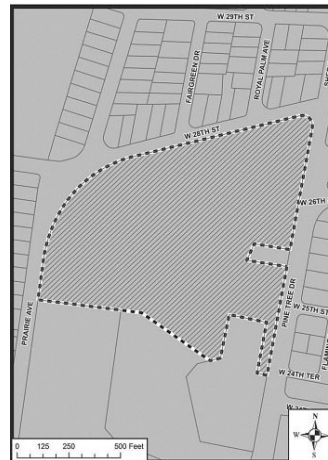 W 29TH ST
FAIRGREEN DR
ROYAL PALM AVE
W 28TH ST
W 26TH
PRAIRIE AVE
PINE TREE DR
W 25TH ST
W 24TH TER
N
W
E
S
0 125 250 500 Feet